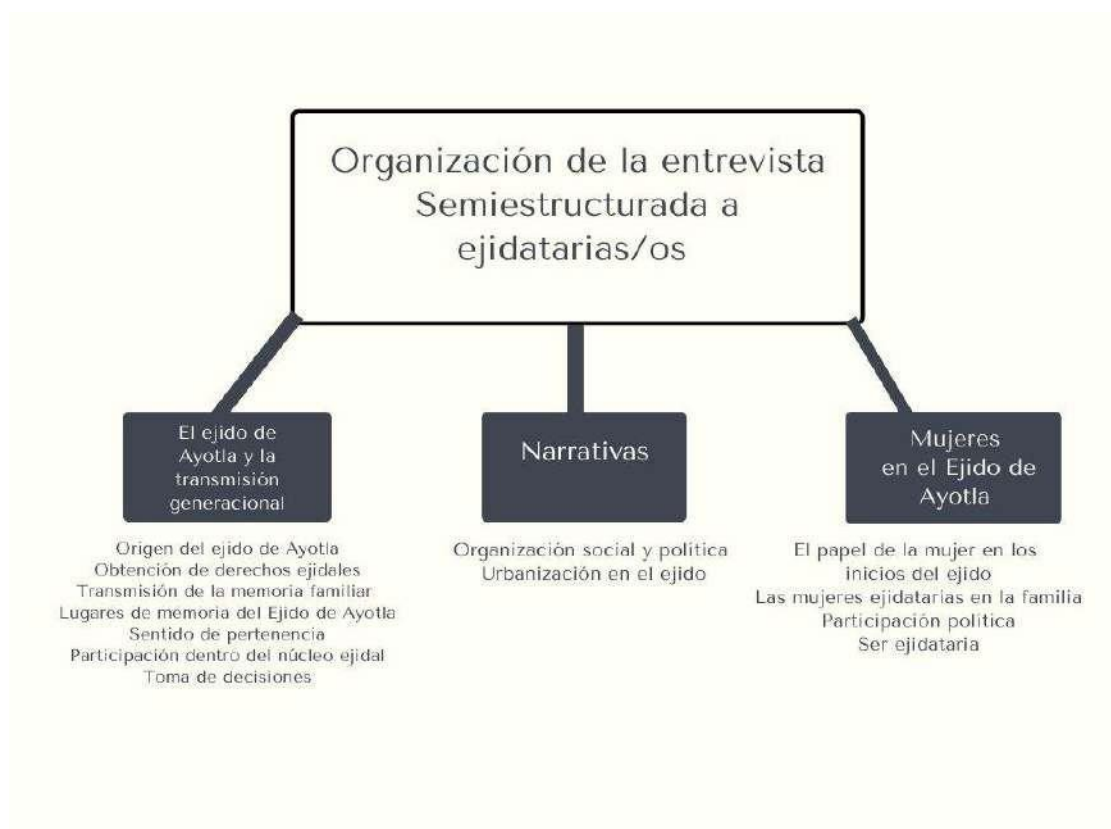 Organización de la entrevista
Semiestructurada a
ejidatarias/os
El ejido de
Ayotla y la
transmisión
generacional
Origen del ejido de Ayotla
Obtención de derechos ejidales
Transmisión de la memoria familiar
Lugares de memoria del Ejido de Ayotla
Sentido de pertenencia
Participación dentro del núcleo ejidal
Toma de decisiones
Narrativas
Organización social y política
Urbanización en el ejido
Mujeres
en el Ejido de
Ayotla
El papel de la mujer en los
inicios del ejido
Las mujeres ejidatarias en la familia
Participación política
Ser ejidataria